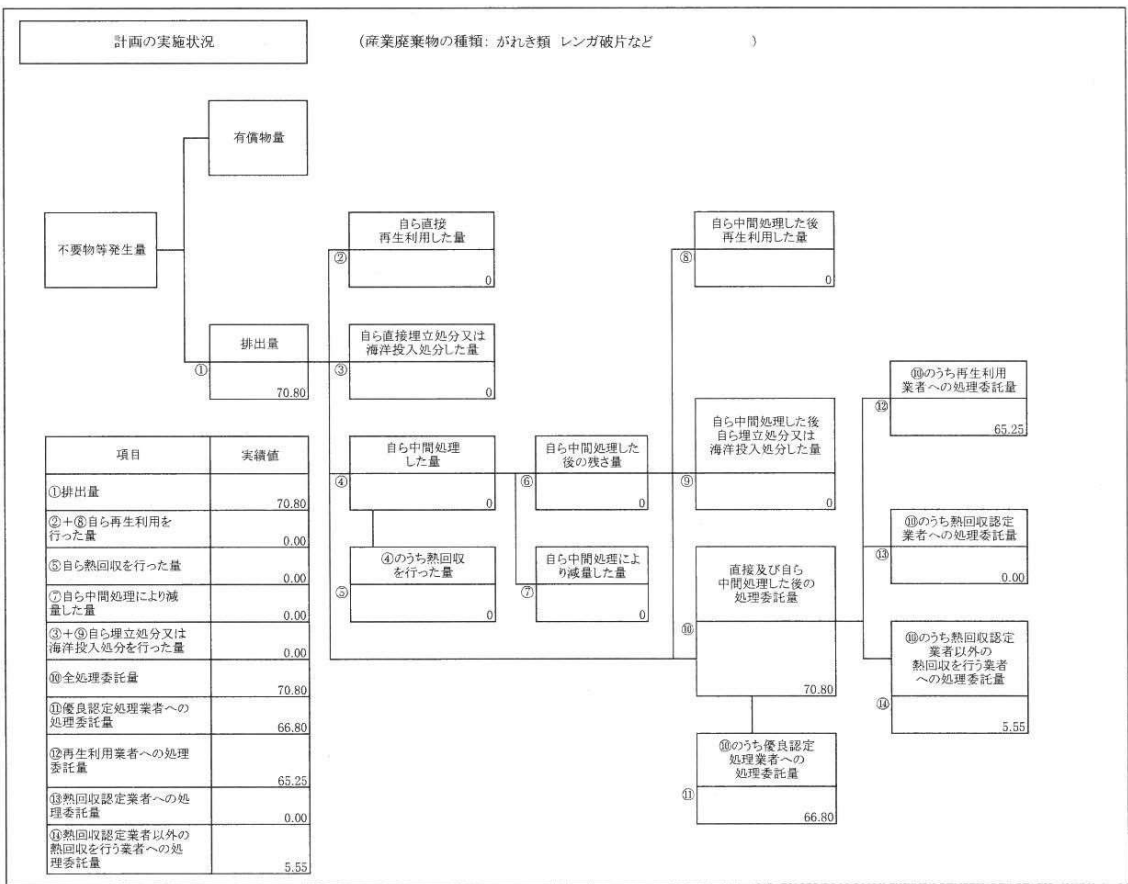 計画の実施状況
(産業廃棄物の種類: がれき類 レンガ破片など )
有償物量
不要物等発生量
自ら直接
再生利用した量
②
0
自ら中間処理した後
再生利用した量
⑧
0
排出量
①
70.80
自ら直接埋立処分又は
海洋投入処分した量
③
0
⑩のうち再生利用
業者への処理委託量
⑫
65.25
自ら中間処理
した量
④
0
自ら中間処理した
後の残さ量
⑥
0
自ら中間処理した後
自ら埋立処分又は
海洋投入処分した量
⑨
0
⑩のうち熱回収認定
業者への処理委託量
⑬
0.00
④のうち熱回収
を行った量
⑤
0
自ら中間処理によ
り減量した量
⑦
0
直接及び自ら
中間処理した後の
処理委託量
⑩
70.80
⑩のうち熱回収認定
業者以外の
熱回収を行う業者
への処理委託量
⑭
5.55
⑩のうち優良認定
処理業者への
処理委託量
⑪
66.80
項目 実績値
①排出量 70.80
②+⑧自ら再生利用を
行った量 0.00
⑤自ら熱回収を行った量 0.00
⑦自ら中間処理により減
量した量 0.00
③+⑨自ら埋立処分又は
海洋投入処分を行った量 0.00
⑩全処理委託量 70.80
⑪優良認定処理業者への
処理委託量 66.80
⑫再生利用業者への処理
委託量 65.25
⑬熱回収認定業者への処
理委託量 0.00
⑭熱回収認定業者以外の
熱回収を行う業者への処
理委託量 5.55